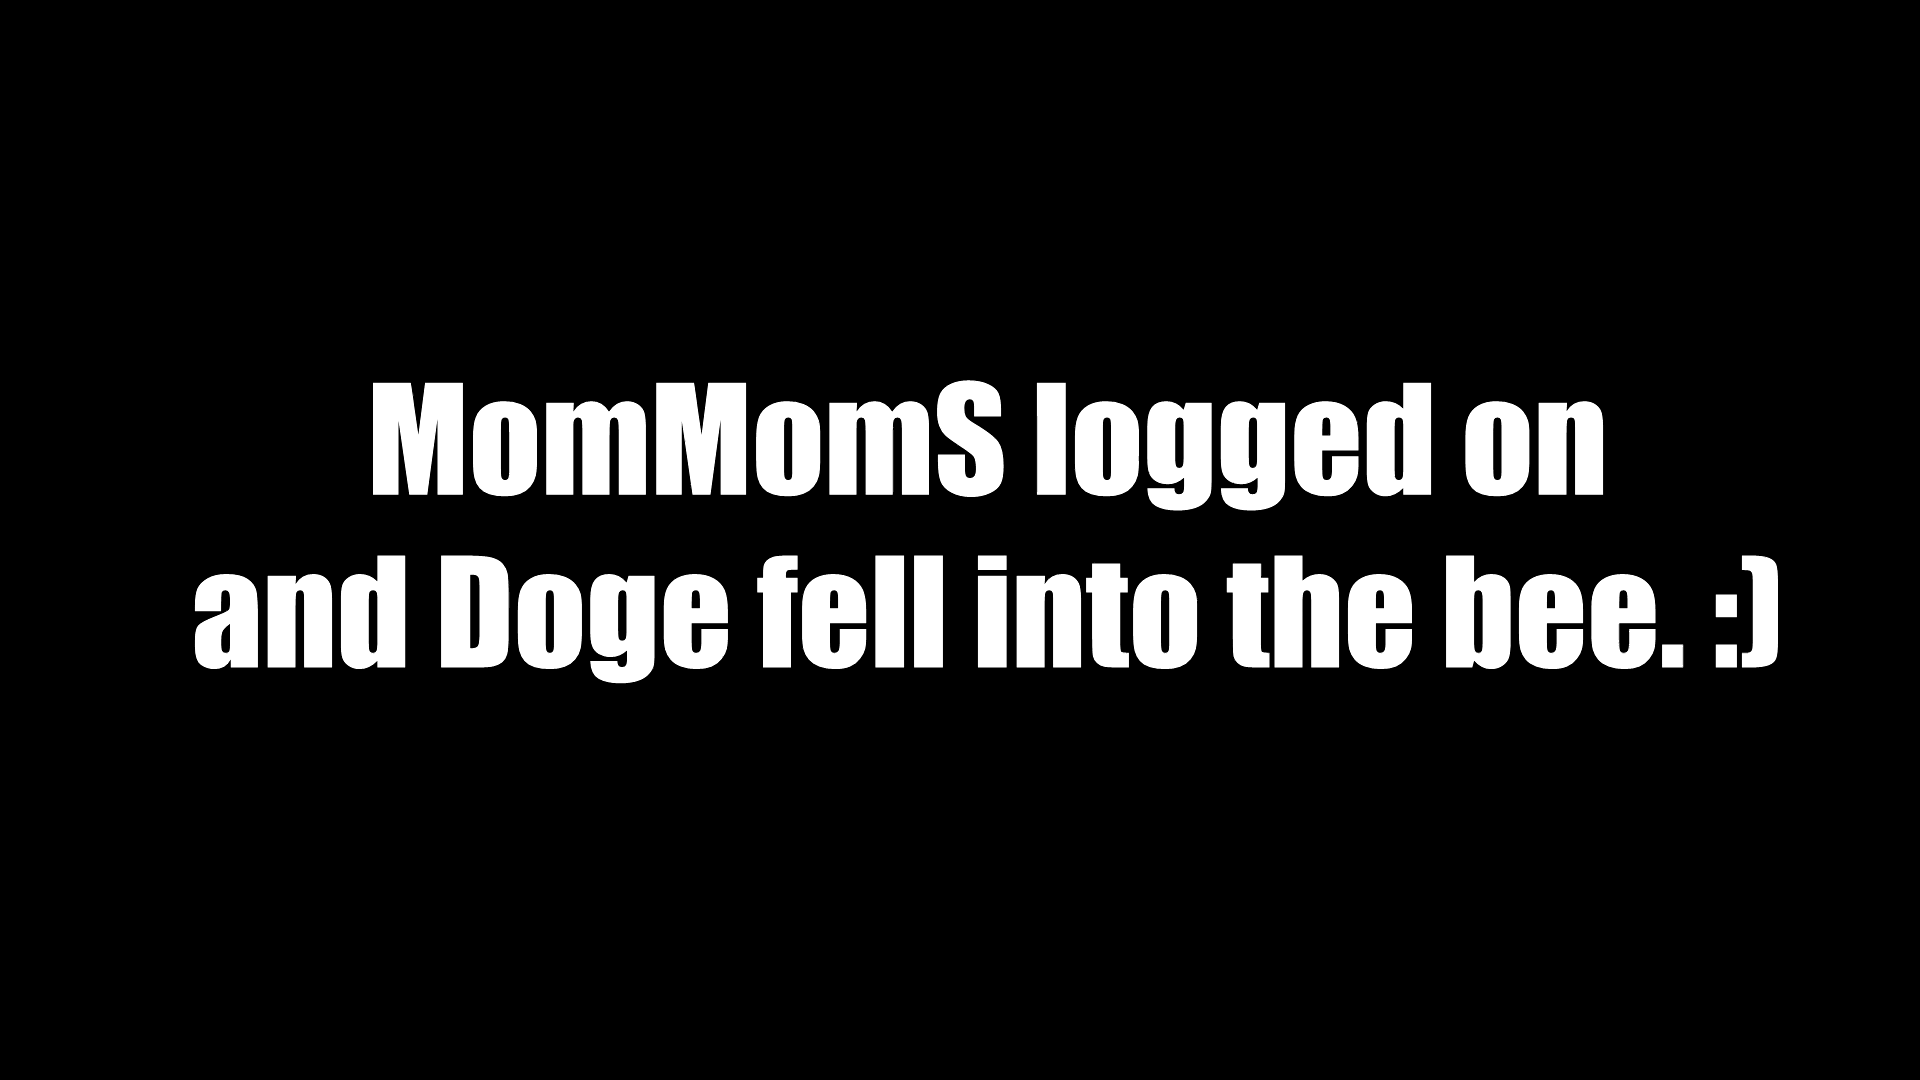 MomMomS logged on
and Doge fell into the bee. :)